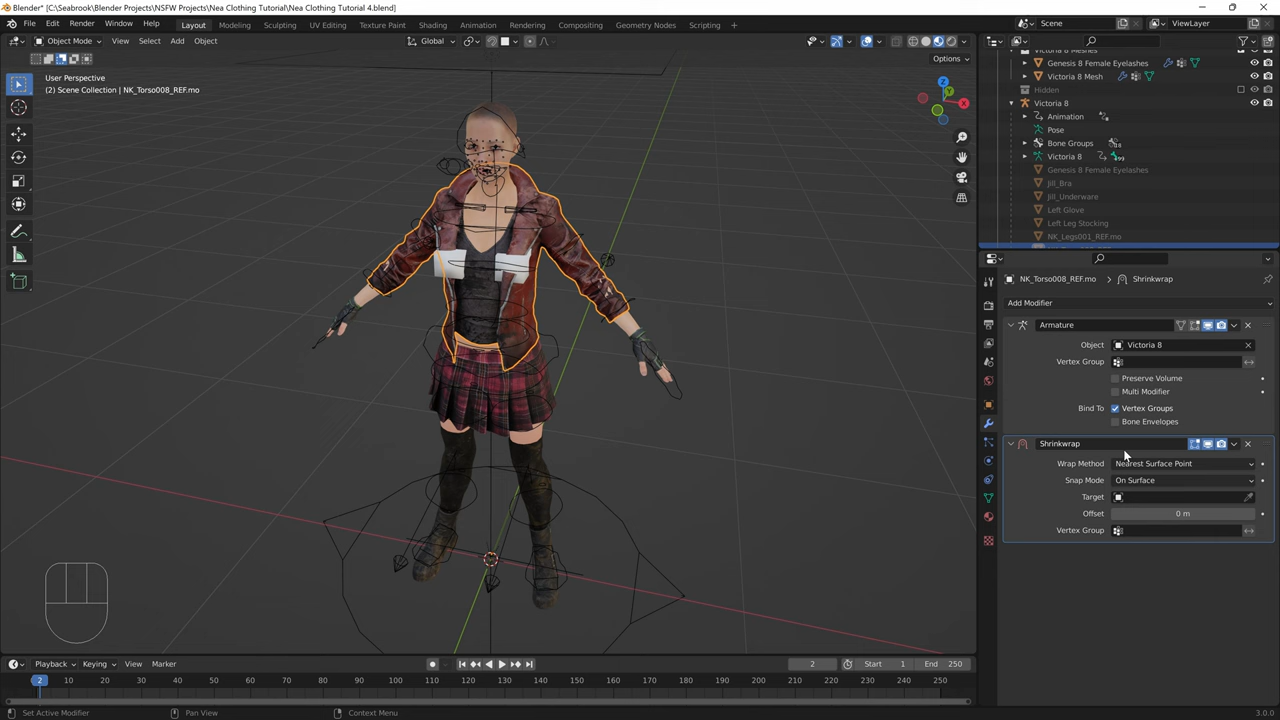 Blender* [C:\Seabrook\Blender Projects\NSFW Projects\Nea Clothing Tutorial\Nea Clothing Tutorial 4.blend]
File Edit Render Window Help Layout Modeling Sculpting UV Editing Texture Paint Shading Animation Rendering Compositing Geometry Nodes Scripting Scene ViewLayer
Object Mode View Select Add Object Global
Options
User Perspective
(2) Scene Collection | NK_Torso008_REF.mo
X
Y
Z
Victoria 8 Meshes
Genesis 8 Female Eyelashes
Victoria 8 Mesh
Hidden
Victoria 8
Animation
Pose
Bone Groups
Victoria 8
Genesis 8 Female Eyelashes
Jill_Bra
Jill_Underware
Left Glove
Left Leg Stocking
NK_Legs001_REF.mo
NK_Torso008_REF.mo > Shrinkwrap
Add Modifier
Armature
Object Victoria 8
Vertex Group
Preserve Volume
Multi Modifier
Bind To Vertex Groups
Bone Envelopes
Shrinkwrap
Wrap Method Nearest Surface Point
Snap Mode On Surface
Target
Offset 0 m
Vertex Group
Playback Keying View Marker 2 Start 1 End 250
2 10 20 30 40 50 60 70 80 90 100 110 120 130 140 150 160 170 180 190 200 210 220 230 240 250
Set Active Modifier Pan View Context Menu 3.0.0